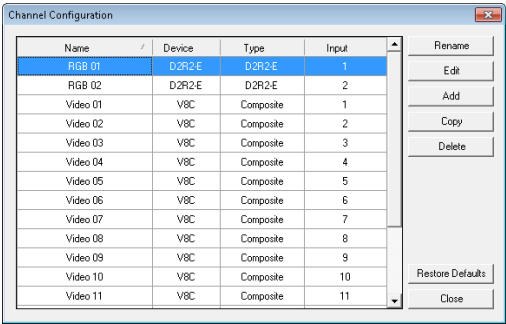 Channel Configuration
Name / Device Type Input
RGB 01 D2R2-E D2R2-E 1
RGB 02 D2R2-E D2R2-E 2
Video 01 V8C Composite 1
Video 02 V8C Composite 2
Video 03 V8C Composite 3
Video 04 V8C Composite 4
Video 05 V8C Composite 5
Video 06 V8C Composite 6
Video 07 V8C Composite 7
Video 08 V8C Composite 8
Video 09 V8C Composite 9
Video 10 V8C Composite 10
Video 11 V8C Composite 11
Rename
Edit
Add
Copy
Delete
Restore Defaults
Close